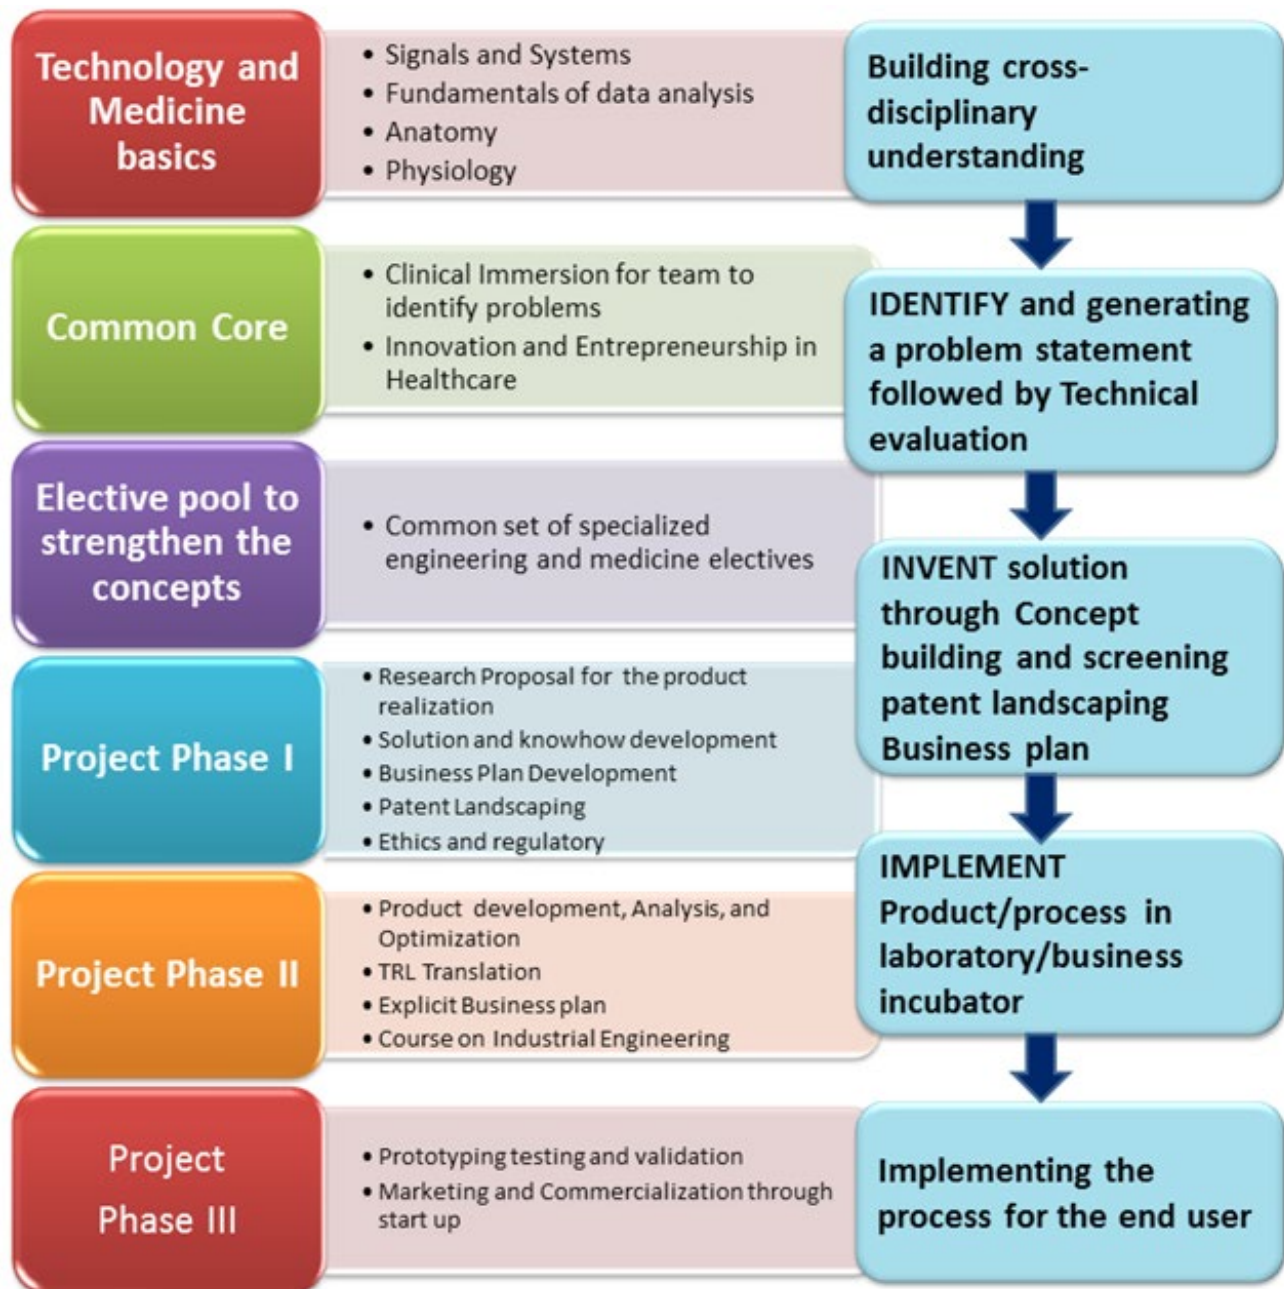 Technology and
Medicine
basics
• Signals and Systems
• Fundamentals of data analysis
• Anatomy
• Physiology
Building cross-
disciplinary
understanding
Common Core
• Clinical Immersion for team to
identify problems
• Innovation and Entrepreneurship in
Healthcare
IDENTIFY and generating
a problem statement
followed by Technical
evaluation
Elective pool to
strengthen the
concepts
• Common set of specialized
engineering and medicine electives
INVENT solution
through Concept
building and screening
patent landscaping
Business plan
Project Phase I
• Research Proposal for the product
realization
• Solution and knowhow development
• Business Plan Development
• Patent Landscaping
• Ethics and regulatory
IMPLEMENT
Product/process in
laboratory/business
incubator
Project Phase II
• Product development, Analysis, and
Optimization
• TRL Translation
• Explicit Business plan
• Course on Industrial Engineering
Project
Phase III
• Prototyping testing and validation
• Marketing and Commercialization through
start up
Implementing the
process for the end user